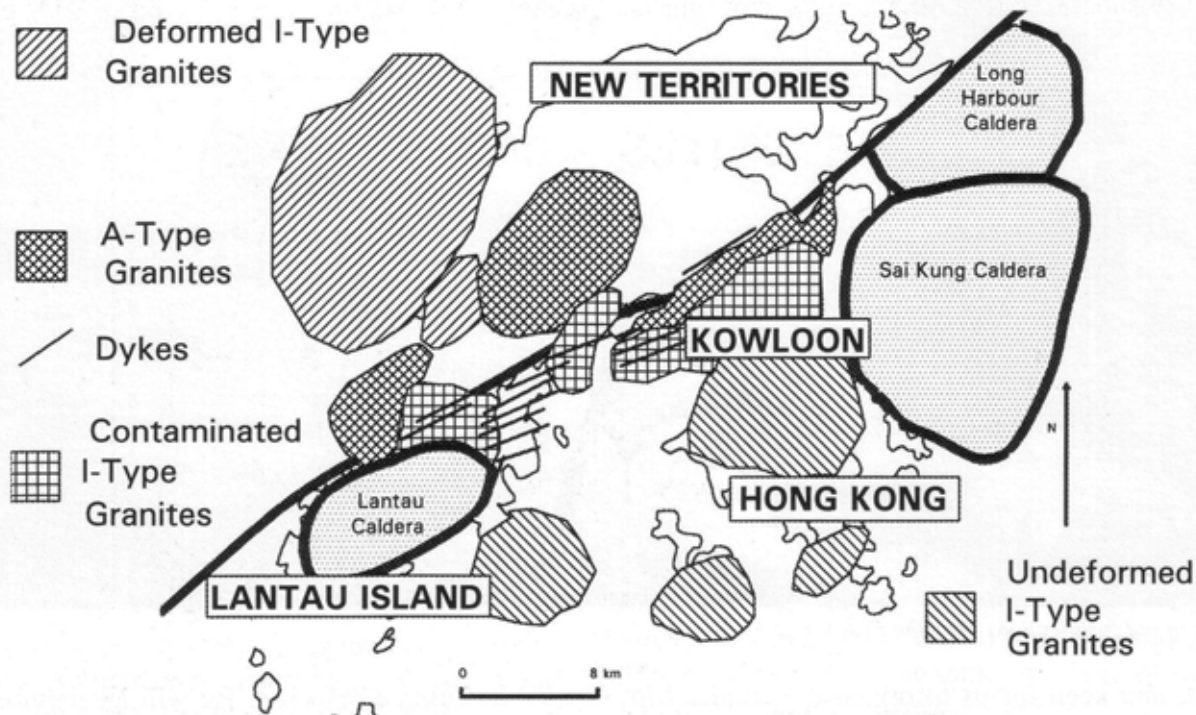 Deformed I-Type
Granites
NEW TERRITORIES
Long
Harbour
Caldera
A-Type
Granites
Sai Kung Caldera
Dykes
KOWLOON
Contaminated
I-Type
Granites
N
Lantau
Caldera
HONG KONG
LANTAU ISLAND
Undeformed
I-Type
Granites
0 8 km